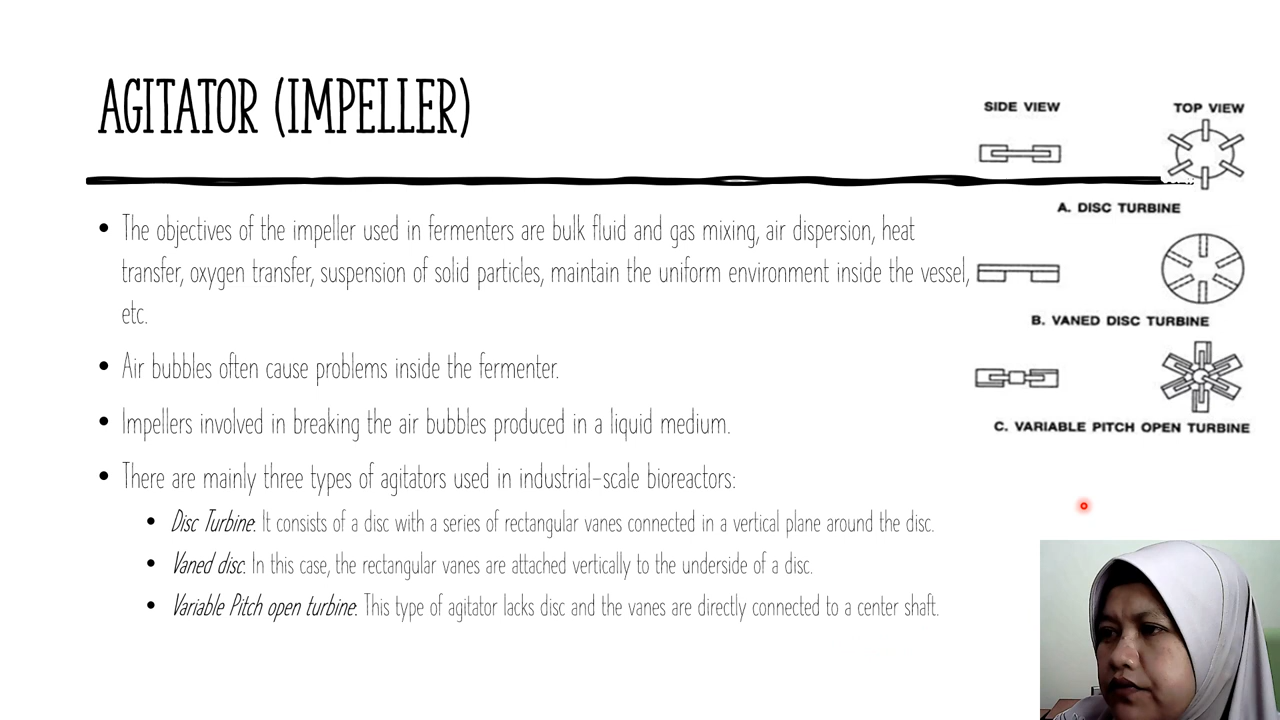 AGITATOR (IMPELLER)
• The objectives of the impeller used in fermenters are bulk fluid and gas mixing, air dispersion, heat
transfer, oxygen transfer, suspension of solid particles, maintain the uniform environment inside the vessel,
etc.
• Air bubbles often cause problems inside the fermenter.
• Impellers involved in breaking the air bubbles produced in a liquid medium.
• There are mainly three types of agitators used in industrial-scale bioreactors:
• Disc Turbine: It consists of a disc with a series of rectangular vanes connected in a vertical plane around the disc.
• Vaned disc: In this case, the rectangular vanes are attached vertically to the underside of a disc.
• Variable Pitch open turbine: This type of agitator lacks disc and the vanes are directly connected to a center shaft.
SIDE VIEW
TOP VIEW
A. DISC TURBINE
B. VANED DISC TURBINE
C. VARIABLE PITCH OPEN TURBINE